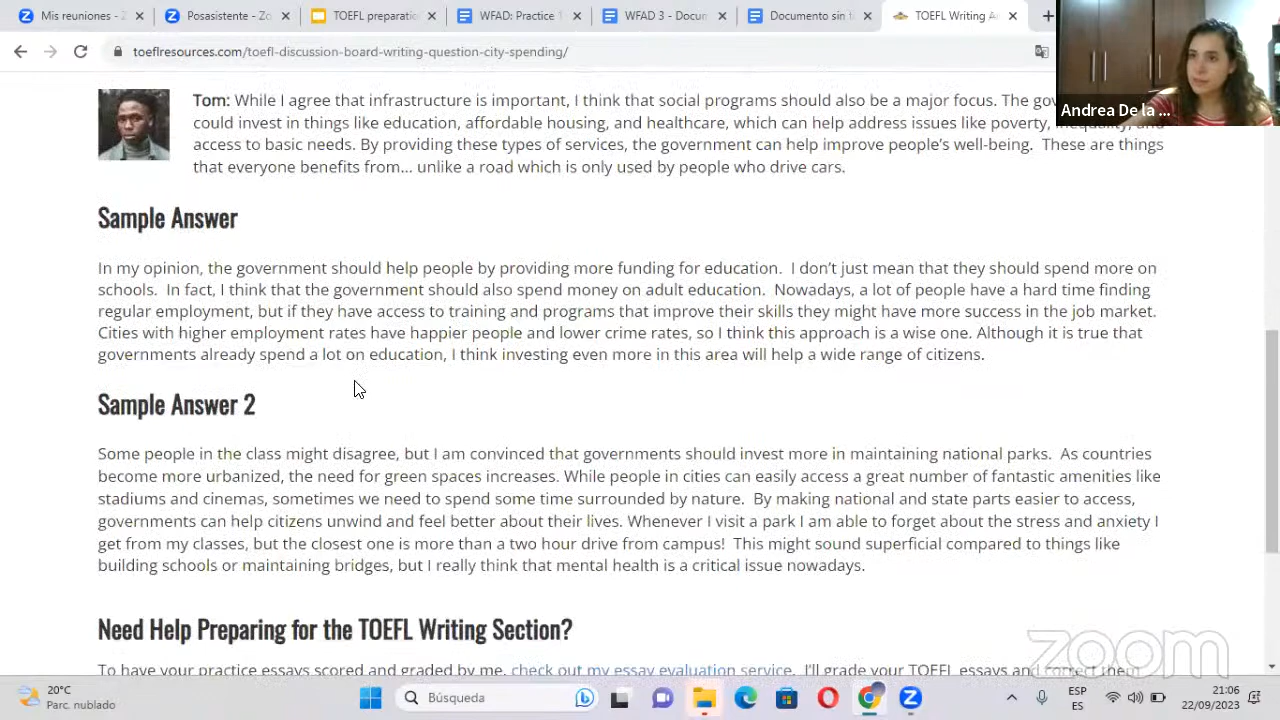 Mis reuniones - Z
Posasistente - Zo
TOEFL preparati
WFAD: Practice 1
WFAD 3 - Docum
Documento sin t
TOEFL Writing A
toeflresources.com/toefl-discussion-board-writing-question-city-spending/
Andrea De la ...
Tom: While I agree that infrastructure is important, I think that social programs should also be a major focus. The
could invest in things like education, affordable housing, and healthcare, which can help address issues like poverty, inequality, and
access to basic needs. By providing these types of services, the government can help improve people's well-being. These are things
that everyone benefits from... unlike a road which is only used by people who drive cars.
Sample Answer
In my opinion, the government should help people by providing more funding for education. I don't just mean that they should spend more on
schools. In fact, I think that the government should also spend money on adult education. Nowadays, a lot of people have a hard time finding
regular employment, but if they have access to training and programs that improve their skills they might have more success in the job market.
Cities with higher employment rates have happier people and lower crime rates, so I think this approach is a wise one. Although it is true that
governments already spend a lot on education, I think investing even more in this area will help a wide range of citizens.
Sample Answer 2
Some people in the class might disagree, but I am convinced that governments should invest more in maintaining national parks. As countries
become more urbanized, the need for green spaces increases. While people in cities can easily access a great number of fantastic amenities like
stadiums and cinemas, sometimes we need to spend some time surrounded by nature. By making national and state parts easier to access,
governments can help citizens unwind and feel better about their lives. Whenever I visit a park I am able to forget about the stress and anxiety I
get from my classes, but the closest one is more than a two hour drive from campus! This might sound superficial compared to things like
building schools or maintaining bridges, but I really think that mental health is a critical issue nowadays.
Need Help Preparing for the TOEFL Writing Section?
To have your practice essays scored and graded by me, check out my essay evaluation service. I'll grade your TOEFL essays and correct them
zoom
20°C
Parc. nublado
Búsqueda
ESP
ES
21:06
22/09/2023